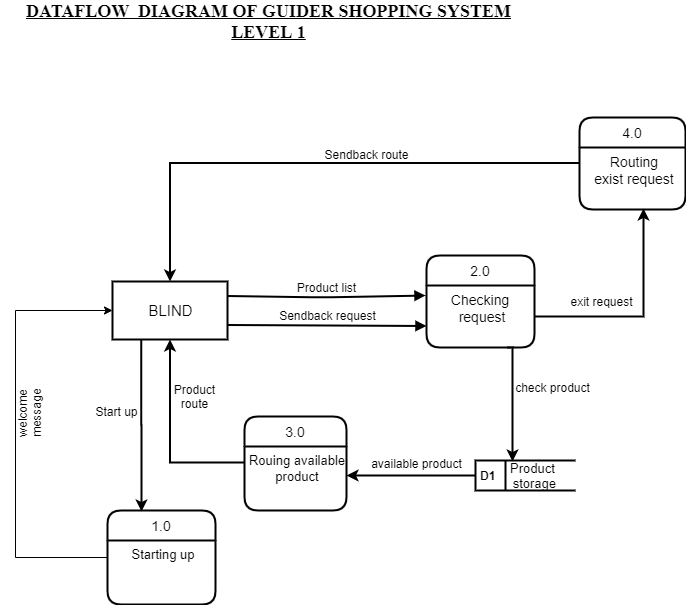 DATAFLOW DIAGRAM OF GUIDER SHOPPING SYSTEM
LEVEL 1
4.0
Routing
exist request
Sendback route
2.0
Checking
request
Product list
Sendback request
exit request
BLIND
check product
Product
route
Start up
welcome
message
3.0
Rouing available
product
available product
D1
Product
storage
1.0
Starting up